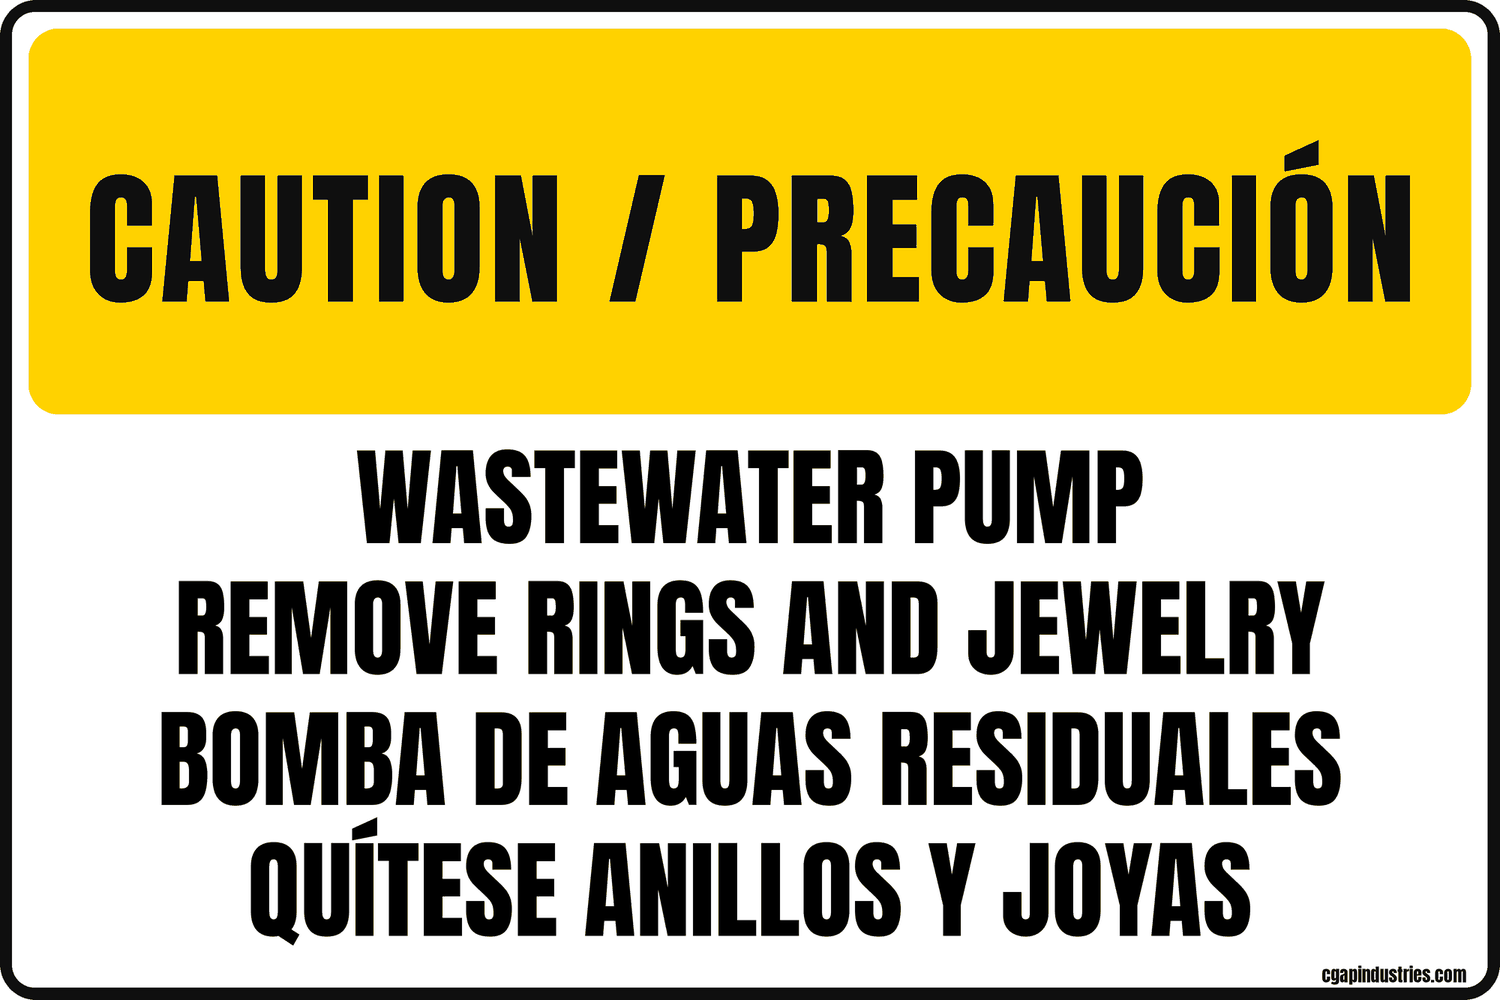 CAUTION / PRECAUCIÓN
WASTEWATER PUMP
REMOVE RINGS AND JEWELRY
BOMBA DE AGUAS RESIDUALES
QUÍTESE ANILLOS Y JOYAS
cgapindustries.com